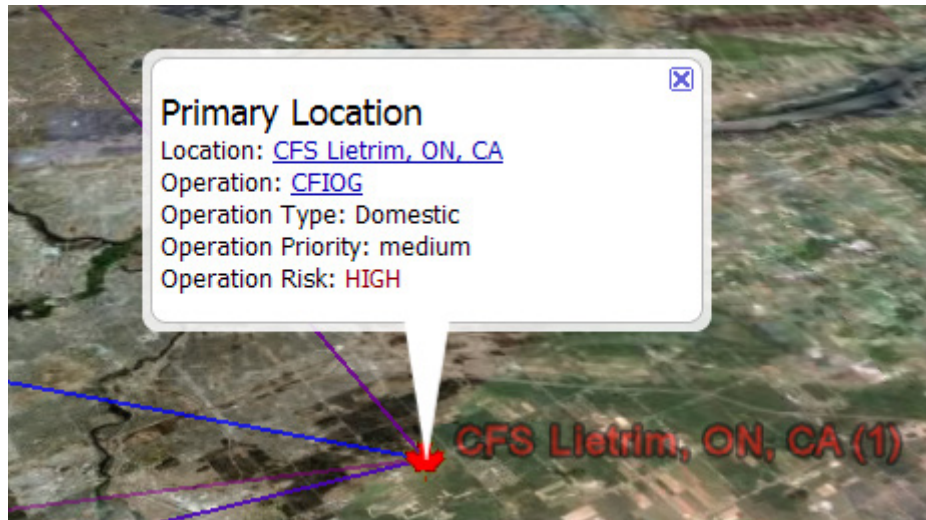 Primary Location
Location: CFS Lietrim, ON, CA
Operation: CFIOG
Operation Type: Domestic
Operation Priority: medium
Operation Risk: HIGH
CFS Lietrim, ON, CA (1)